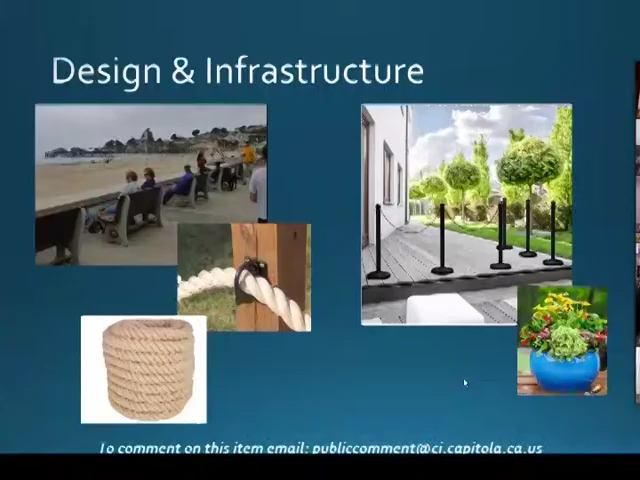 Design & Infrastructure
To comment on this item email: publiccomment@ci.capitola.ca.us